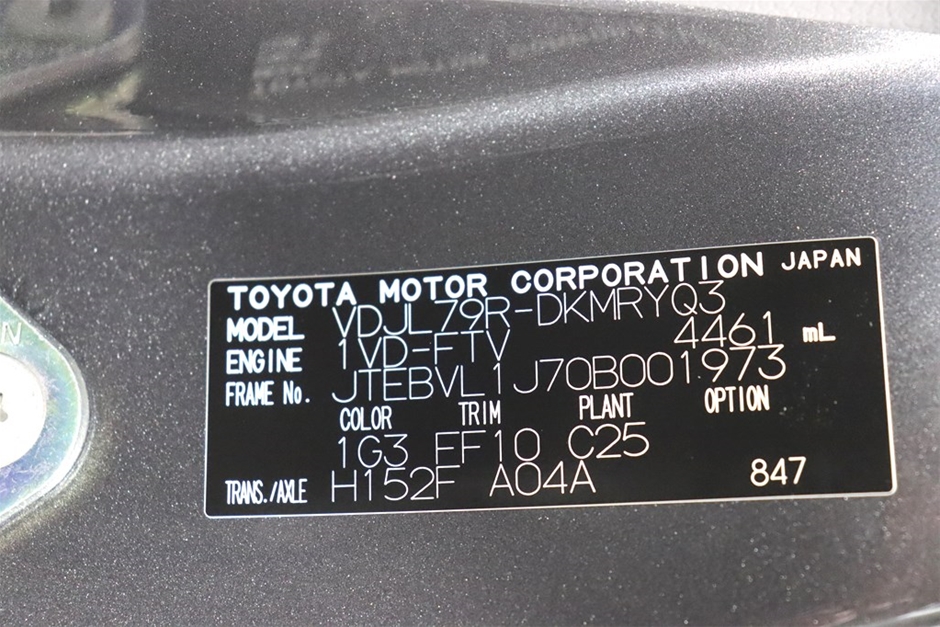 TOYOTA MOTOR CORPORATION JAPAN
MODEL VDJL79R-DKMRYQ3
ENGINE 1VD-FTV 4461 mL
FRAME No. JTEBVL1J70B001973
COLOR TRIM PLANT OPTION
1G3 FF10 C25
TRANS./AXLE H152F A04A 847
N